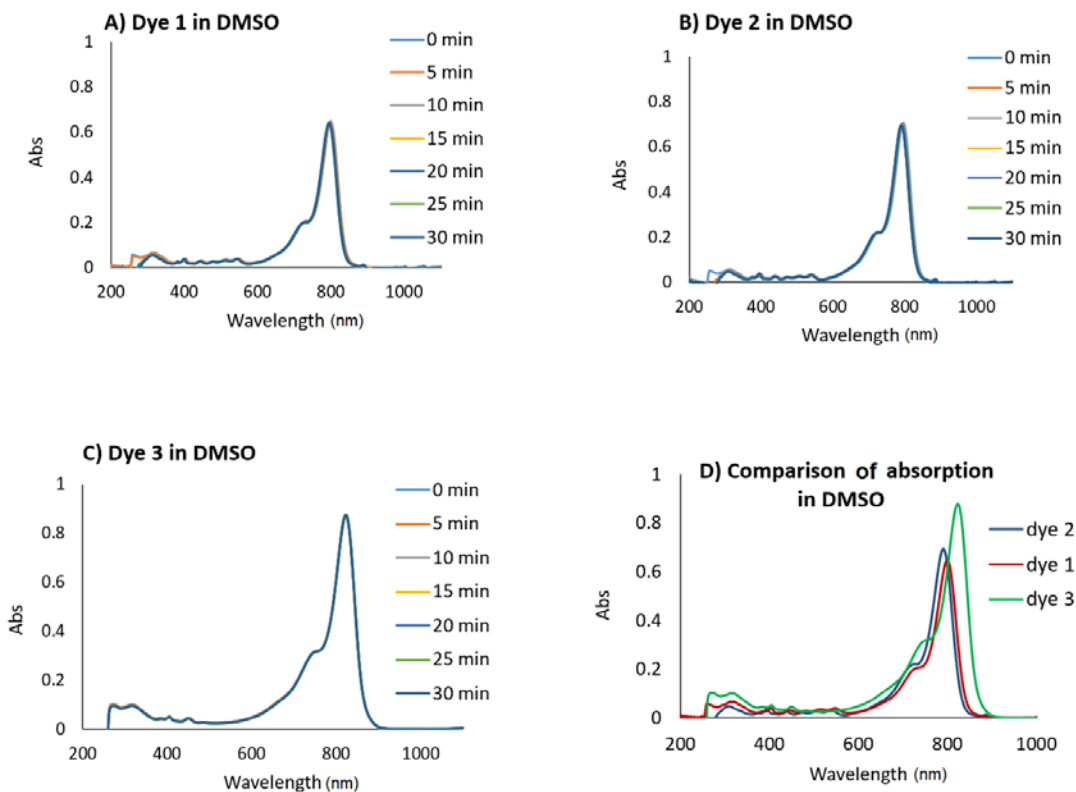 A) Dye 1 in DMSO
1
0.8
0.6
0.4
0.2
0
Abs
200 400 600 800 1000
Wavelength (nm)
0 min
5 min
10 min
15 min
20 min
25 min
30 min
B) Dye 2 in DMSO
1
0.8
0.6
0.4
0.2
0
Abs
200 400 600 800 1000
Wavelength (nm)
0 min
5 min
10 min
15 min
20 min
25 min
30 min
C) Dye 3 in DMSO
1
0.8
0.6
0.4
0.2
0
Abs
200 400 600 800 1000
Wavelength (nm)
0 min
5 min
10 min
15 min
20 min
25 min
30 min
D) Comparison of absorption
in DMSO
1
0.8
0.6
0.4
0.2
0
Abs
200 400 600 800 1000
Wavelength (nm)
dye 2
dye 1
dye 3